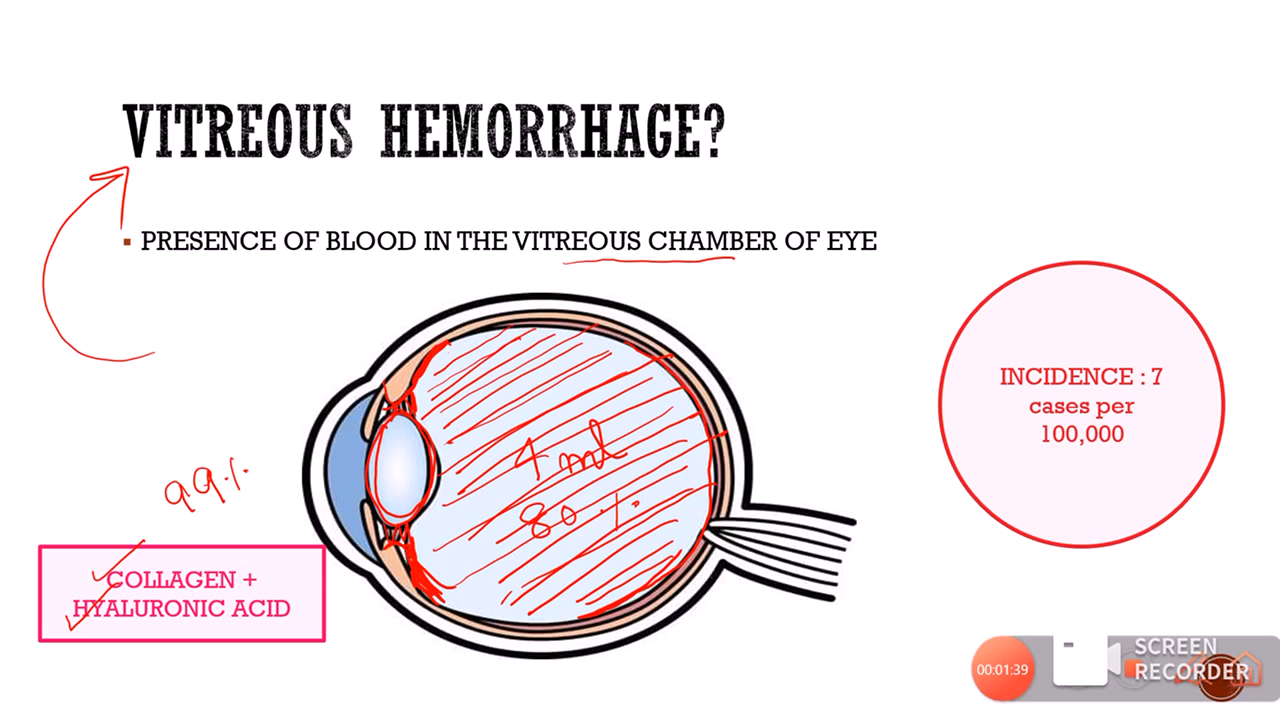 VITREOUS HEMORRHAGE?
PRESENCE OF BLOOD IN THE VITREOUS CHAMBER OF EYE
INCIDENCE : 7
cases per
100,000
4 ml
80 %
99%
COLLAGEN +
HYALURONIC ACID
00:01:39
SCREEN
RECORDER